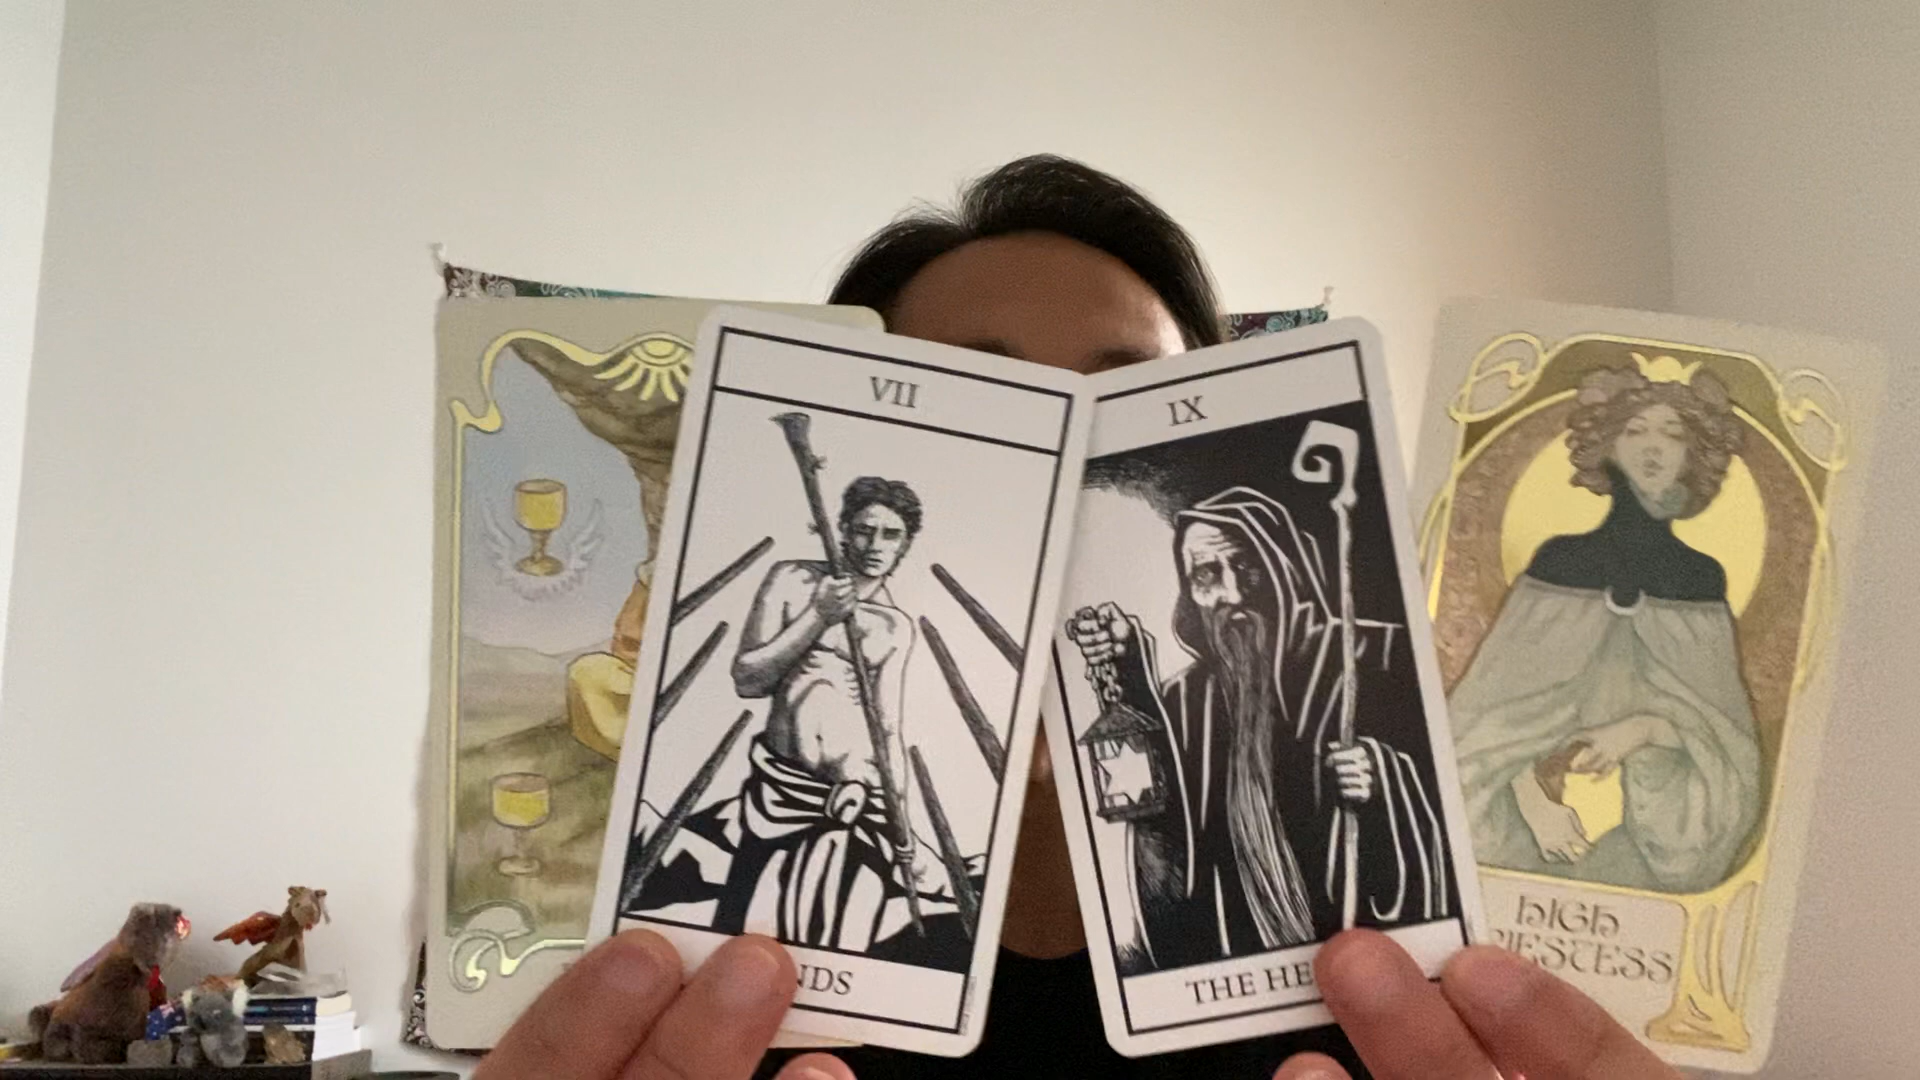 VII
NDS
IX
THE HE
HIGH
IESTESS